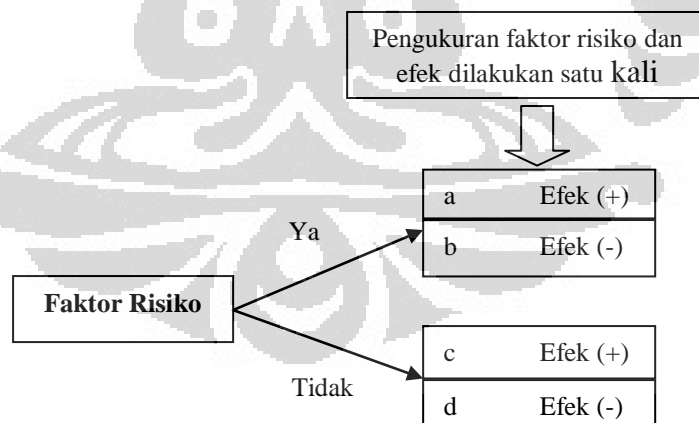 Pengukuran faktor risiko dan
efek dilakukan satu kali
a Efek (+)
Ya
b Efek (-)
Faktor Risiko
c Efek (+)
Tidak
d Efek (-)